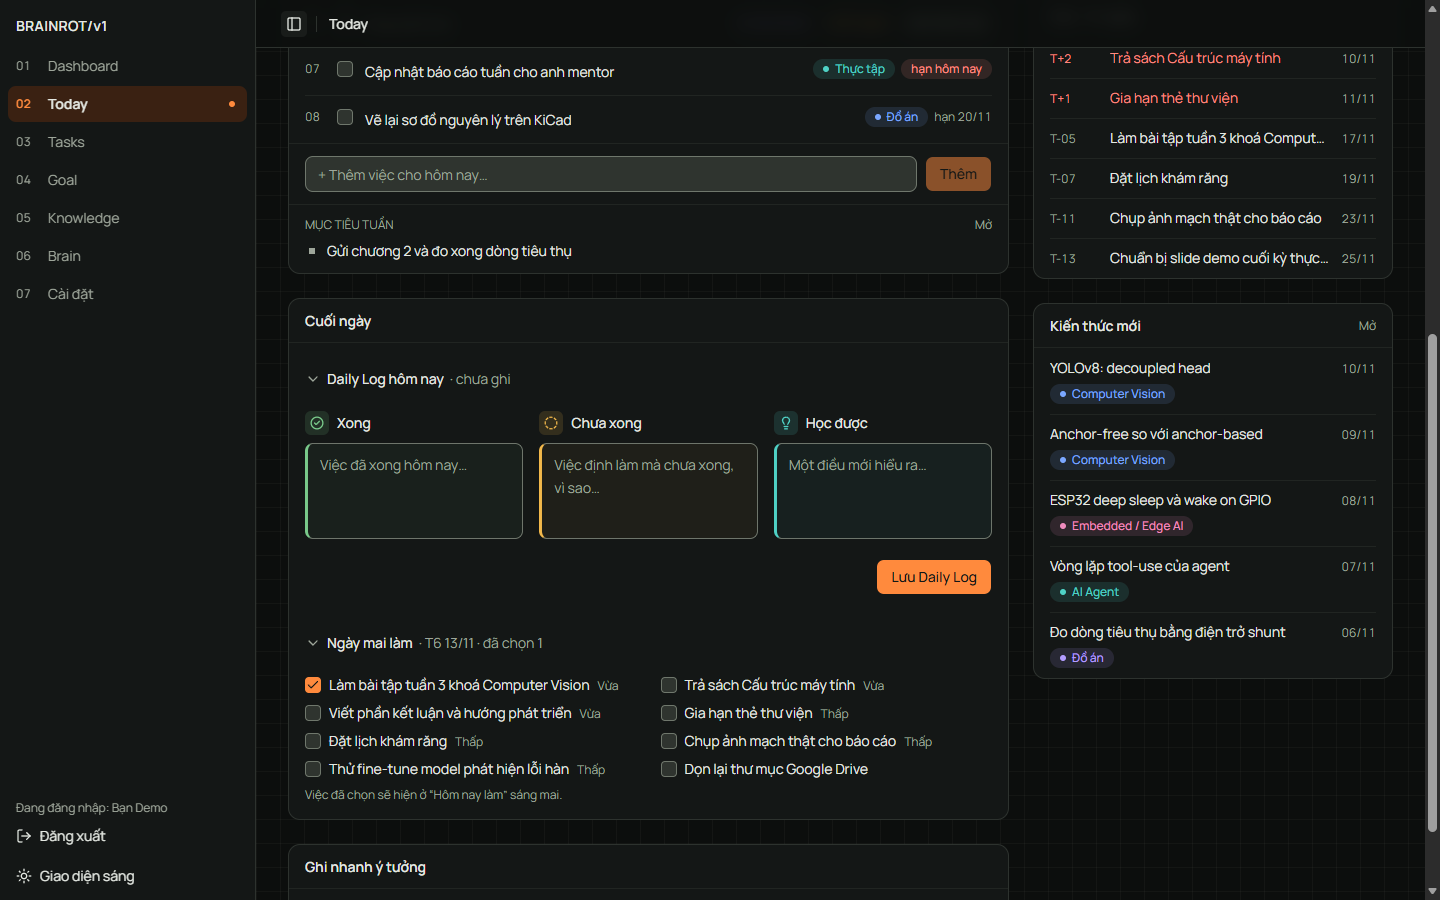 BRAINROT/v1
01 Dashboard
02 Today
03 Tasks
04 Goal
05 Knowledge
06 Brain
07 Cài đặt
Đang đăng nhập: Bạn Demo
Đăng xuất
Giao diện sáng
Today
07 Cập nhật báo cáo tuần cho anh mentor Thực tập hạn hôm nay
08 Vẽ lại sơ đồ nguyên lý trên KiCad Đồ án hạn 20/11
+ Thêm việc cho hôm nay... Thêm
MỤC TIÊU TUẦN Mở
Gửi chương 2 và đo xong dòng tiêu thụ
Cuối ngày
Daily Log hôm nay · chưa ghi
Xong Chưa xong Học được
Việc đã xong hôm nay... Việc định làm mà chưa xong, Một điều mới hiểu ra...
vì sao...
Lưu Daily Log
Ngày mai làm · T6 13/11 · đã chọn 1
Làm bài tập tuần 3 khoá Computer Vision Vừa Trả sách Cấu trúc máy tính Vừa
Viết phần kết luận và hướng phát triển Vừa Gia hạn thẻ thư viện Thấp
Đặt lịch khám răng Thấp Chụp ảnh mạch thật cho báo cáo Thấp
Thử fine-tune model phát hiện lỗi hàn Thấp Dọn lại thư mục Google Drive
Việc đã chọn sẽ hiện ở "Hôm nay làm" sáng mai.
Ghi nhanh ý tưởng
T+2 Trả sách Cấu trúc máy tính 10/11
T+1 Gia hạn thẻ thư viện 11/11
T-05 Làm bài tập tuần 3 khoá Comput... 17/11
T-07 Đặt lịch khám răng 19/11
T-11 Chụp ảnh mạch thật cho báo cáo 23/11
T-13 Chuẩn bị slide demo cuối kỳ thực... 25/11
Kiến thức mới Mở
YOLOv8: decoupled head 10/11
Computer Vision
Anchor-free so với anchor-based 09/11
Computer Vision
ESP32 deep sleep và wake on GPIO 08/11
Embedded / Edge AI
Vòng lặp tool-use của agent 07/11
AI Agent
Đo dòng tiêu thụ bằng điện trở shunt 06/11
Đồ án